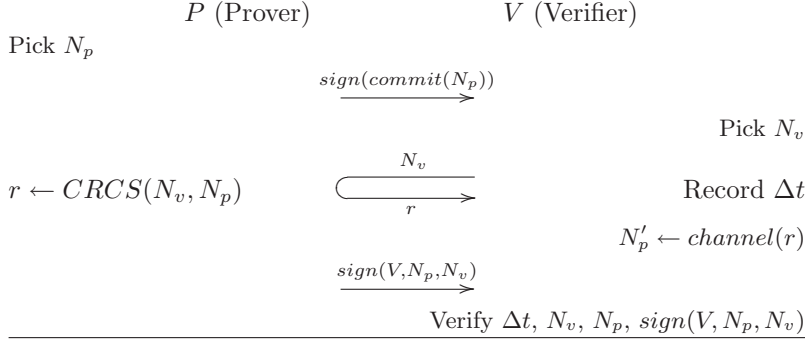 P (Prover) V (Verifier)
Pick N_p
sign(commit(N_p))
Pick N_v
N_v
r ← CRCS(N_v, N_p) Record Δt
r
N'_p ← channel(r)
sign(V,N_p,N_v)
Verify Δt, N_v, N_p, sign(V, N_p, N_v)